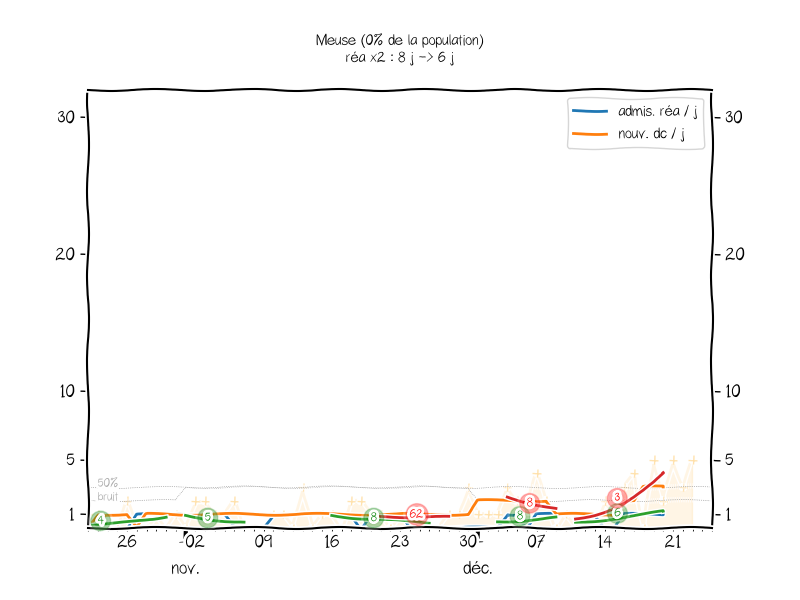 Meuse (0% de la population)
réa x2 : 8 j -> 6 j
admis. réa / j
nouv. dc / j
30 30
20 20
10 10
5 5
50%
bruit
1 1
4 5 8 62 8 8 3 6
26 02 09 16 23 30 07 14 21
nov. déc.